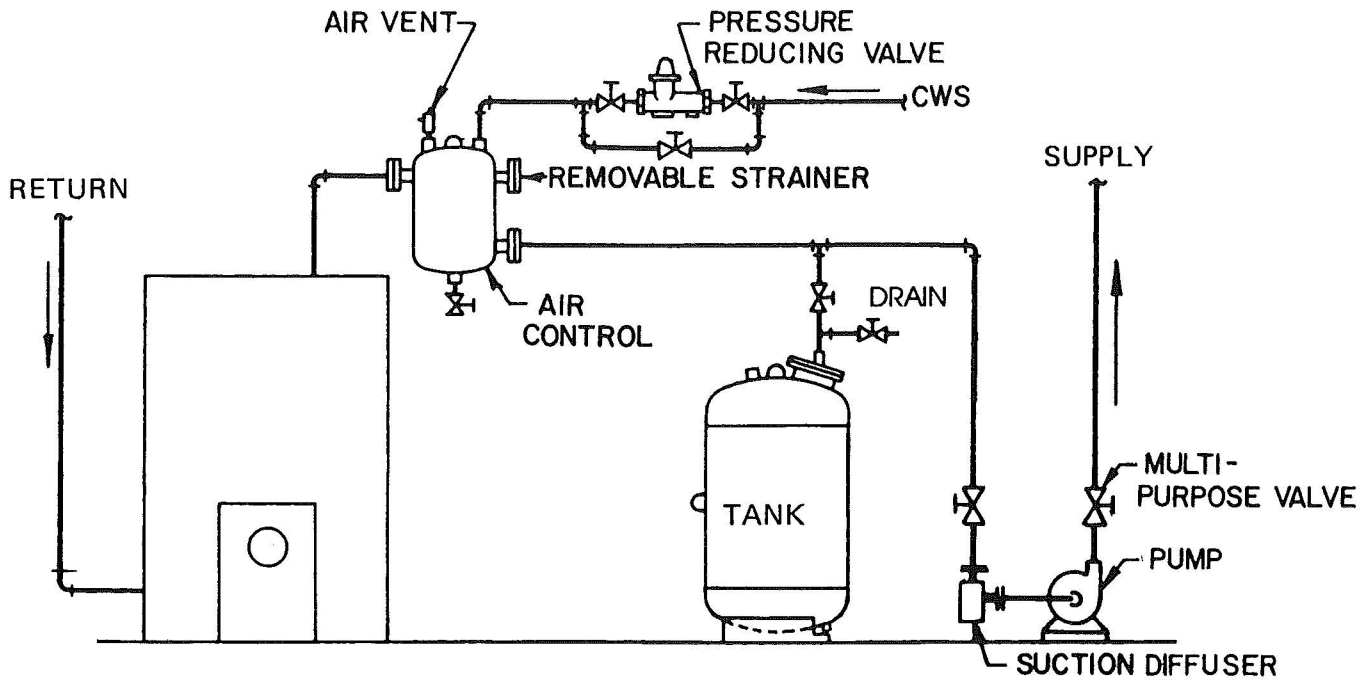 AIR VENT
PRESSURE
REDUCING VALVE
CWS
REMOVABLE STRAINER
SUPPLY
RETURN
AIR
CONTROL
DRAIN
MULTI-
PURPOSE VALVE
TANK
PUMP
SUCTION DIFFUSER